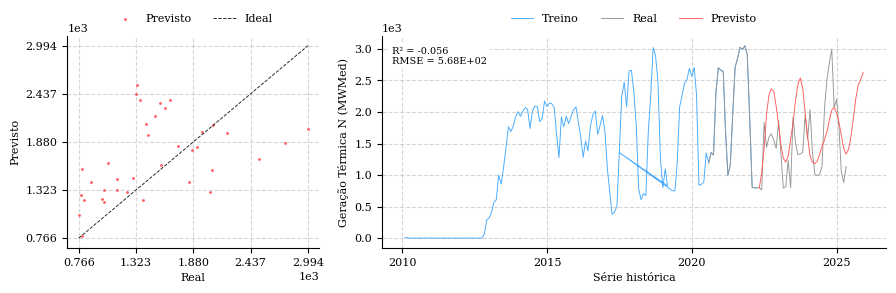 Previsto Ideal
1e3
2.994
2.437
1.880
1.323
0.766
Previsto
0.766 1.323 1.880 2.437 2.994
Real
1e3
Treino Real Previsto
1e3
R² = -0.056
RMSE = 5.68E+02
3.0
2.5
2.0
1.5
1.0
0.5
0.0
Geração Térmica N (MWMed)
2010 2015 2020 2025
Série histórica